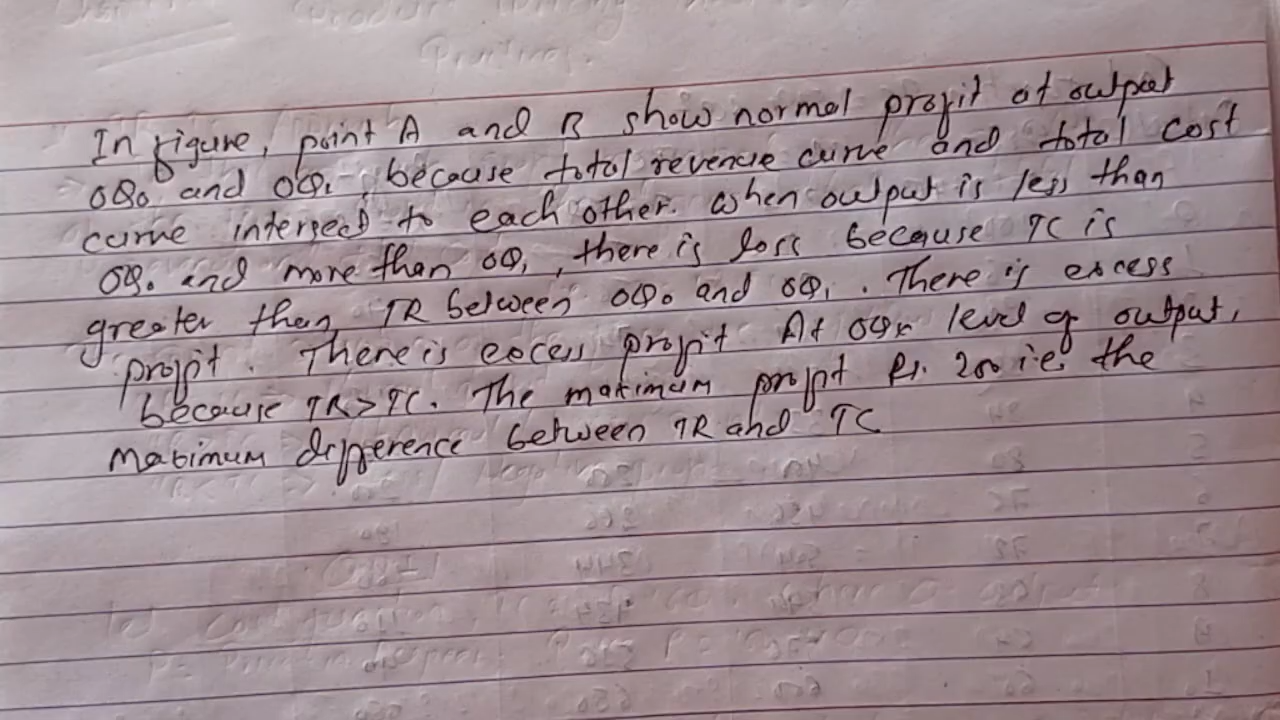 In figure, point A and B show normal profit at output
OQ₀ and OQ₁, because total revenue curve and total cost
curve intersect to each other. When output is less than
OQ₀ and more than OQ₁, there is loss because TC is
greater than TR between OQ₀ and OQ₁. There is excess
profit. There is excess profit At OQₙ level of output,
because TR > TC. The maximum profit Rs. 200 i.e. the
Maximum difference between TR and TC